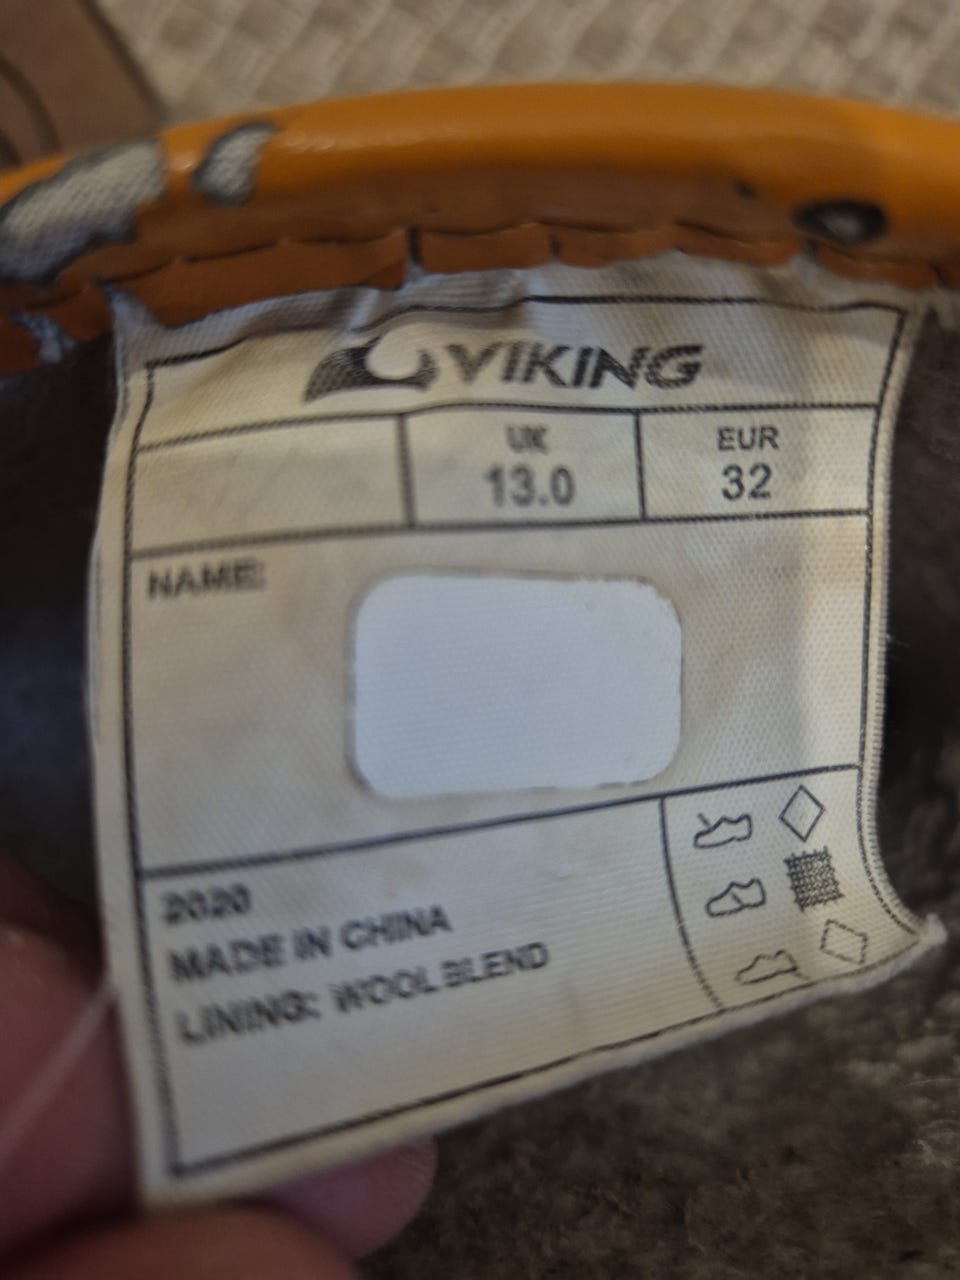 VIKING
UK
13.0
EUR
32
NAME:
2020
MADE IN CHINA
LINING: WOOL BLEND